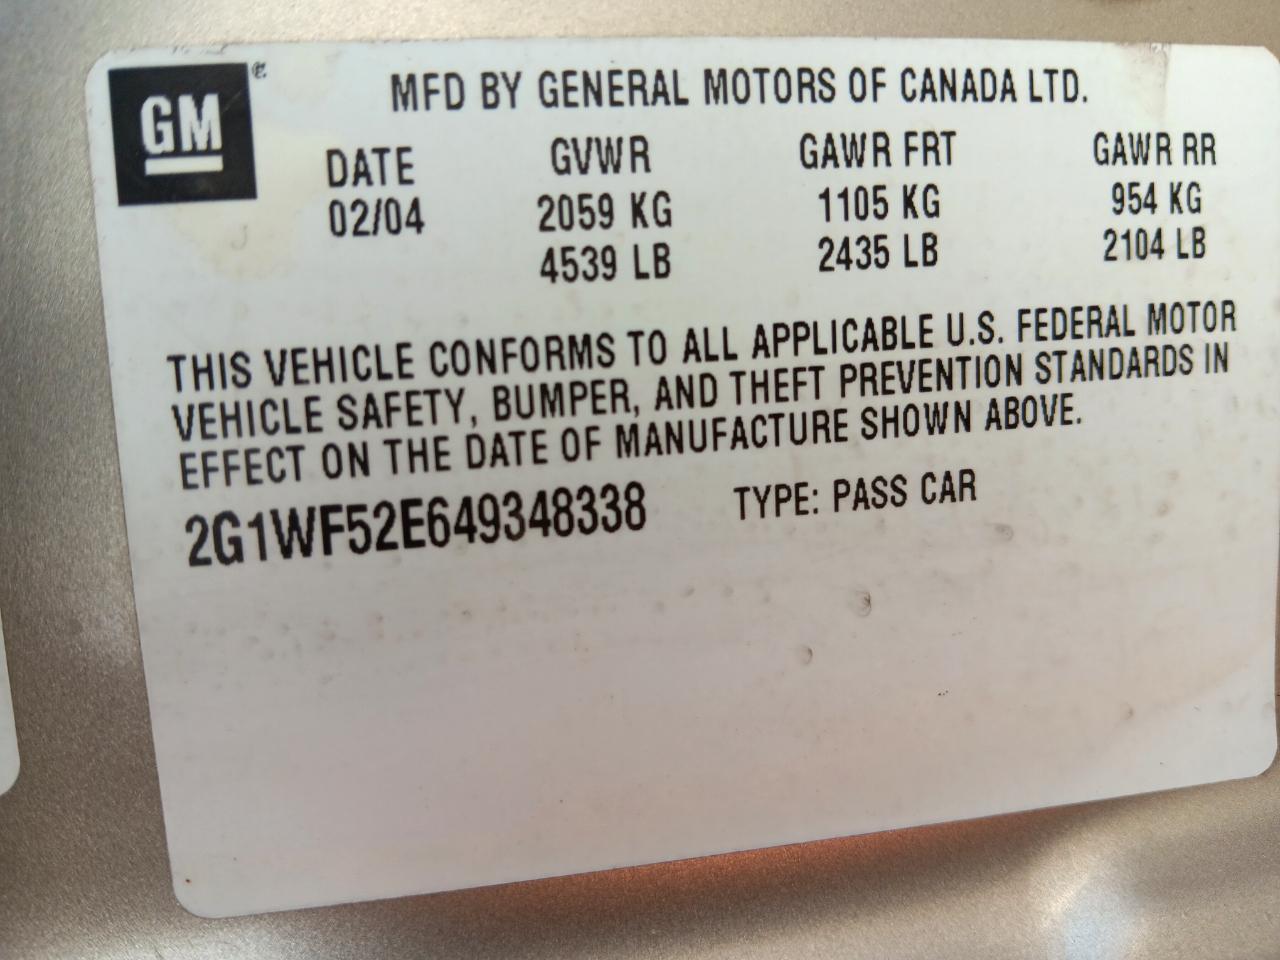 GM
MFD BY GENERAL MOTORS OF CANADA LTD.
DATE GVWR GAWR FRT GAWR RR
02/04 2059 KG 1105 KG 954 KG
4539 LB 2435 LB 2104 LB
THIS VEHICLE CONFORMS TO ALL APPLICABLE U.S. FEDERAL MOTOR
VEHICLE SAFETY, BUMPER, AND THEFT PREVENTION STANDARDS IN
EFFECT ON THE DATE OF MANUFACTURE SHOWN ABOVE.
2G1WF52E649348338 TYPE: PASS CAR